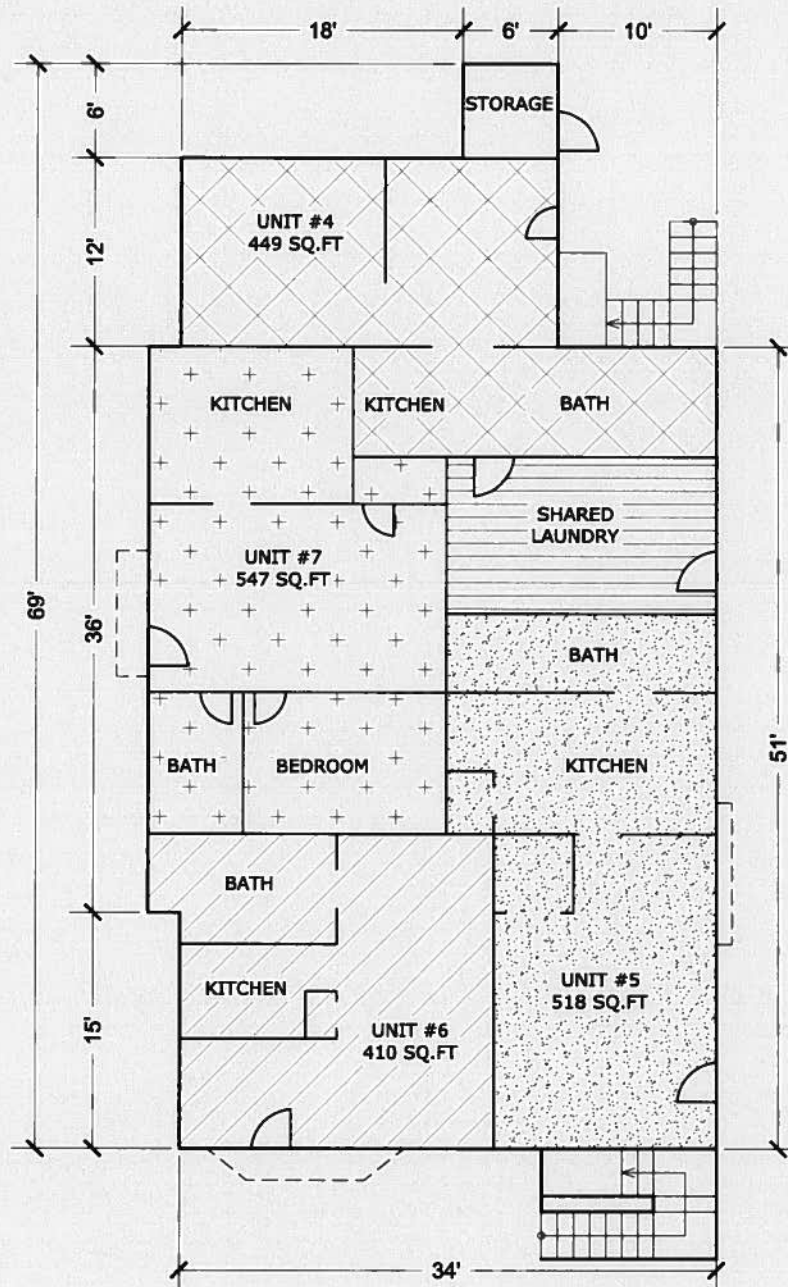 18'
6'
10'
6'
STORAGE
UNIT #4
449 SQ.FT
12'
KITCHEN
KITCHEN
BATH
SHARED
LAUNDRY
UNIT #7
547 SQ.FT
69'
36'
BATH
51'
BATH
BEDROOM
KITCHEN
BATH
KITCHEN
UNIT #5
518 SQ.FT
UNIT #6
410 SQ.FT
15'
34'